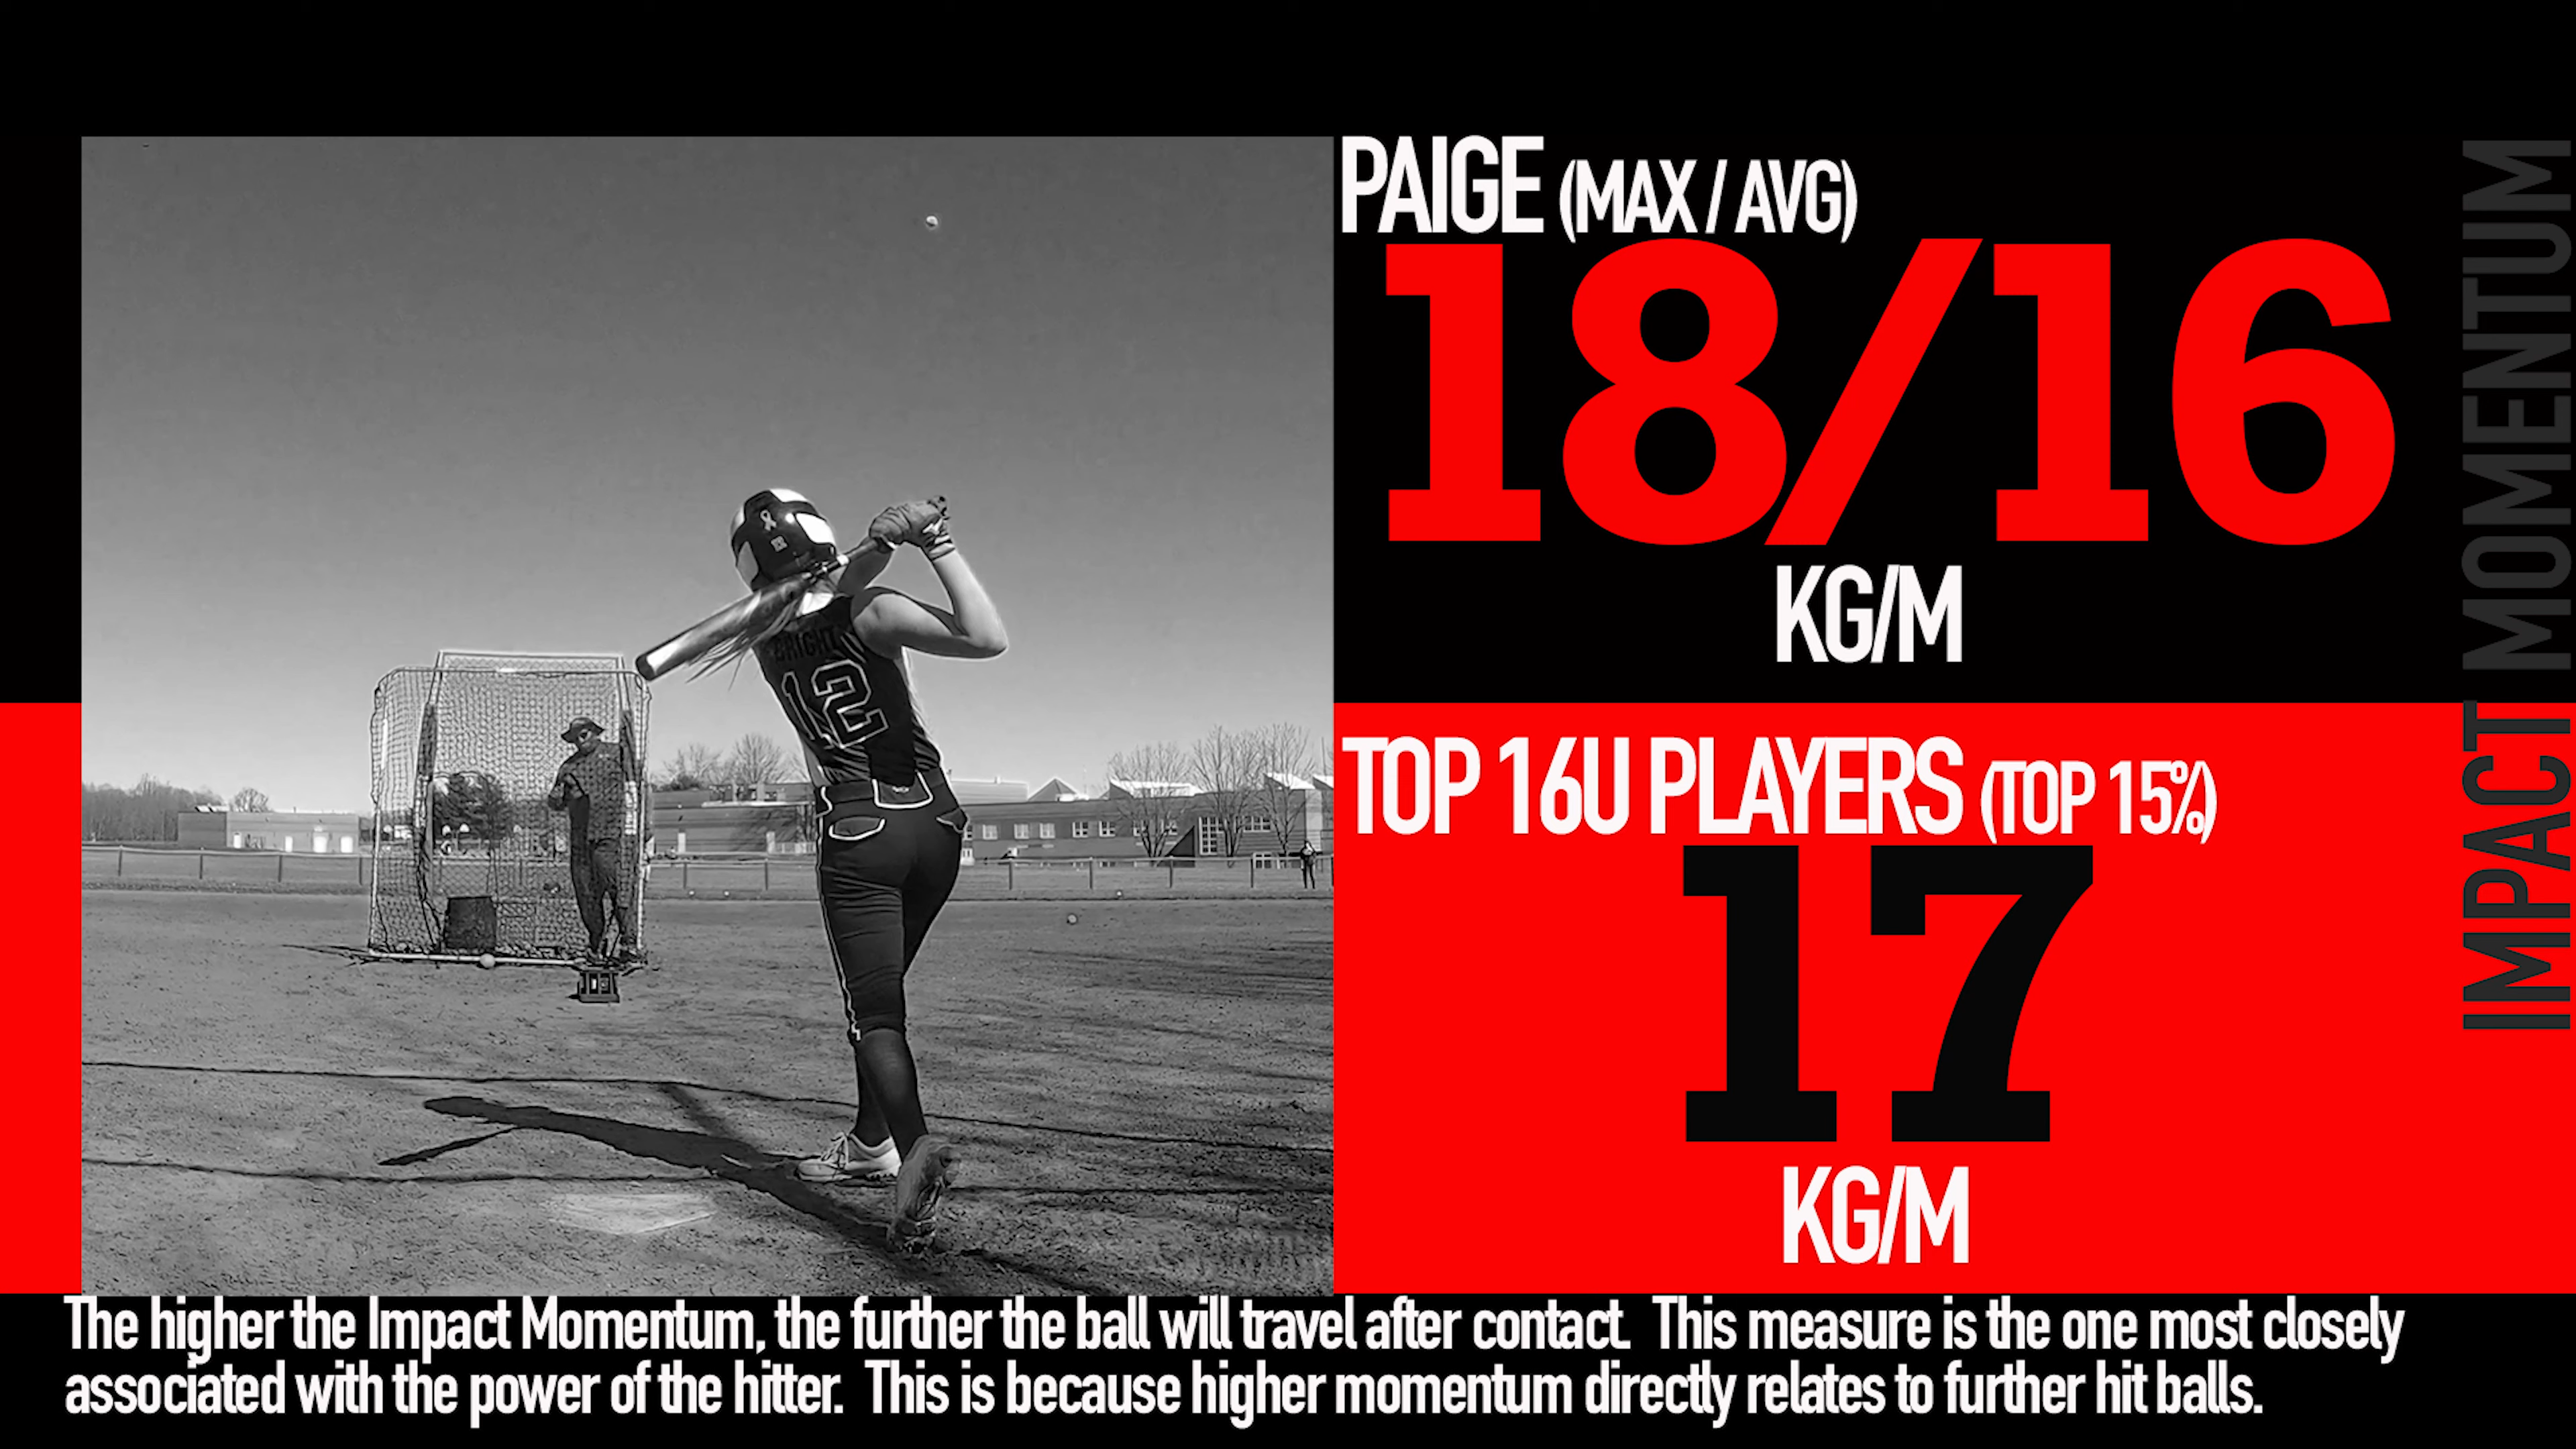 PAIGE (MAX / AVG)
18/16
KG/M
TOP 16U PLAYERS (TOP 15%)
17
KG/M
IMPACT MOMENTUM
BRIGHT
12
The higher the Impact Momentum, the further the ball will travel after contact.  This measure is the one most closely
associated with the power of the hitter.  This is because higher momentum directly relates to further hit balls.